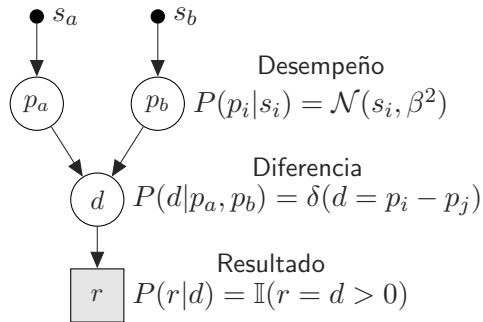 s_a s_b
Desempeño
p_a p_b P(p_i|s_i) = 𝒩(s_i, β²)
Diferencia
d P(d|p_a, p_b) = δ(d = p_i − p_j)
Resultado
r P(r|d) = 𝕀(r = d > 0)